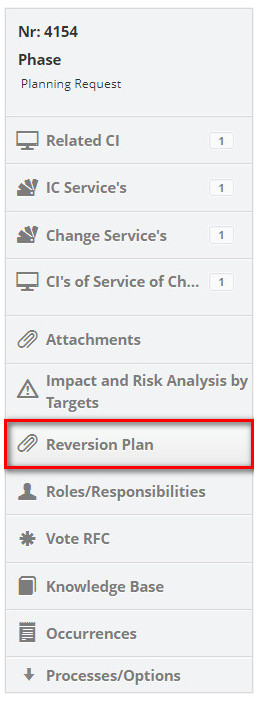 Nr: 4154
Phase
Planning Request
Related CI 1
IC Service's 1
Change Service's 1
CI's of Service of Ch... 1
Attachments
Impact and Risk Analysis by
Targets
Reversion Plan
Roles/Responsibilities
Vote RFC
Knowledge Base
Occurrences
Processes/Options